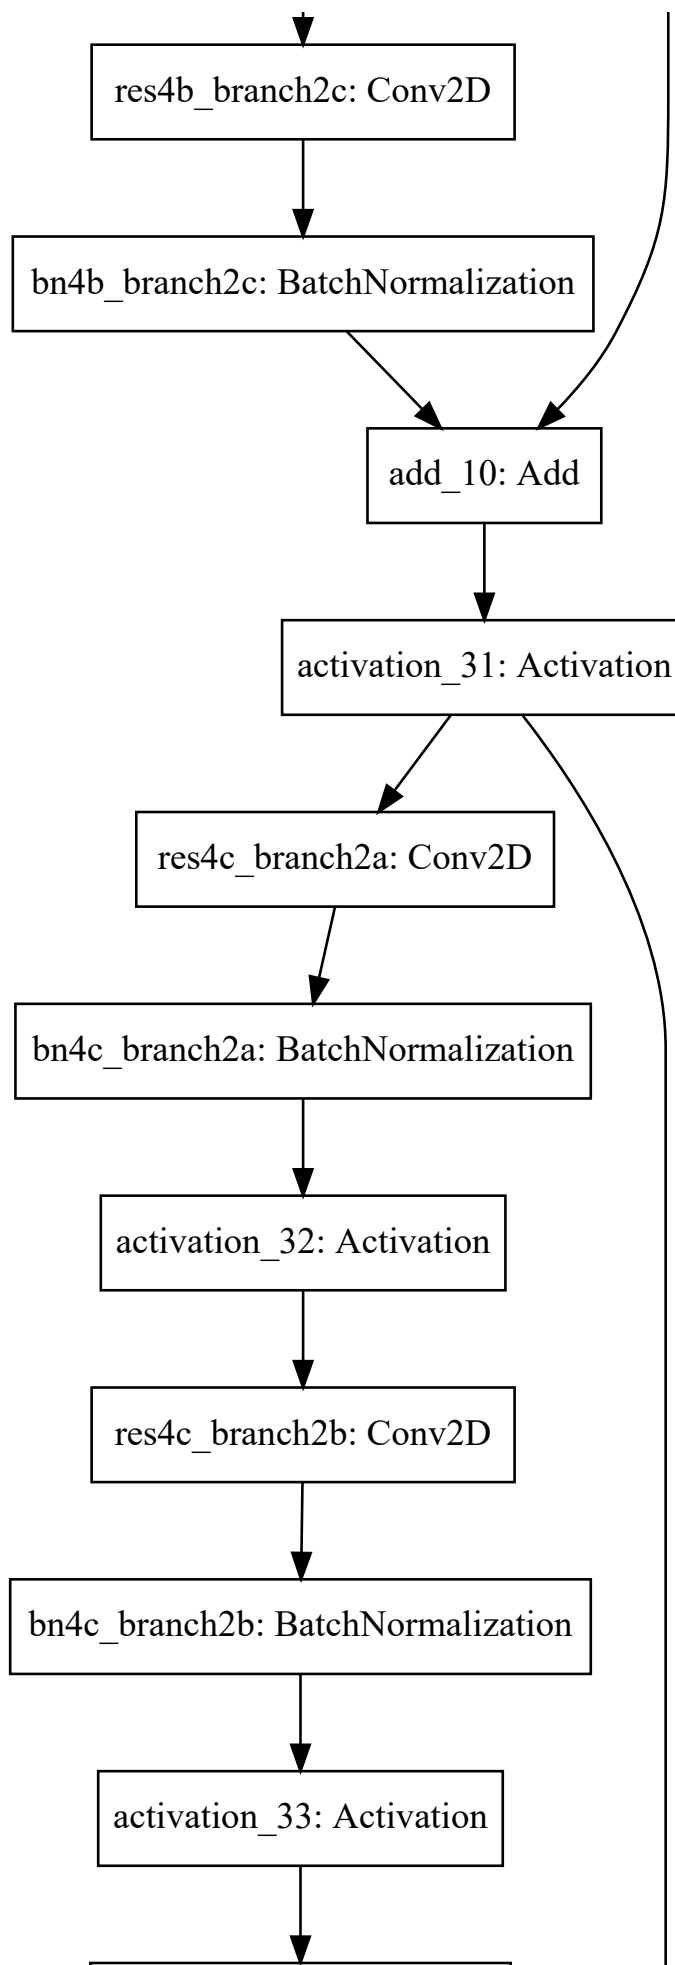 res4b_branch2c: Conv2D
bn4b_branch2c: BatchNormalization
add_10: Add
activation_31: Activation
res4c_branch2a: Conv2D
bn4c_branch2a: BatchNormalization
activation_32: Activation
res4c_branch2b: Conv2D
bn4c_branch2b: BatchNormalization
activation_33: Activation